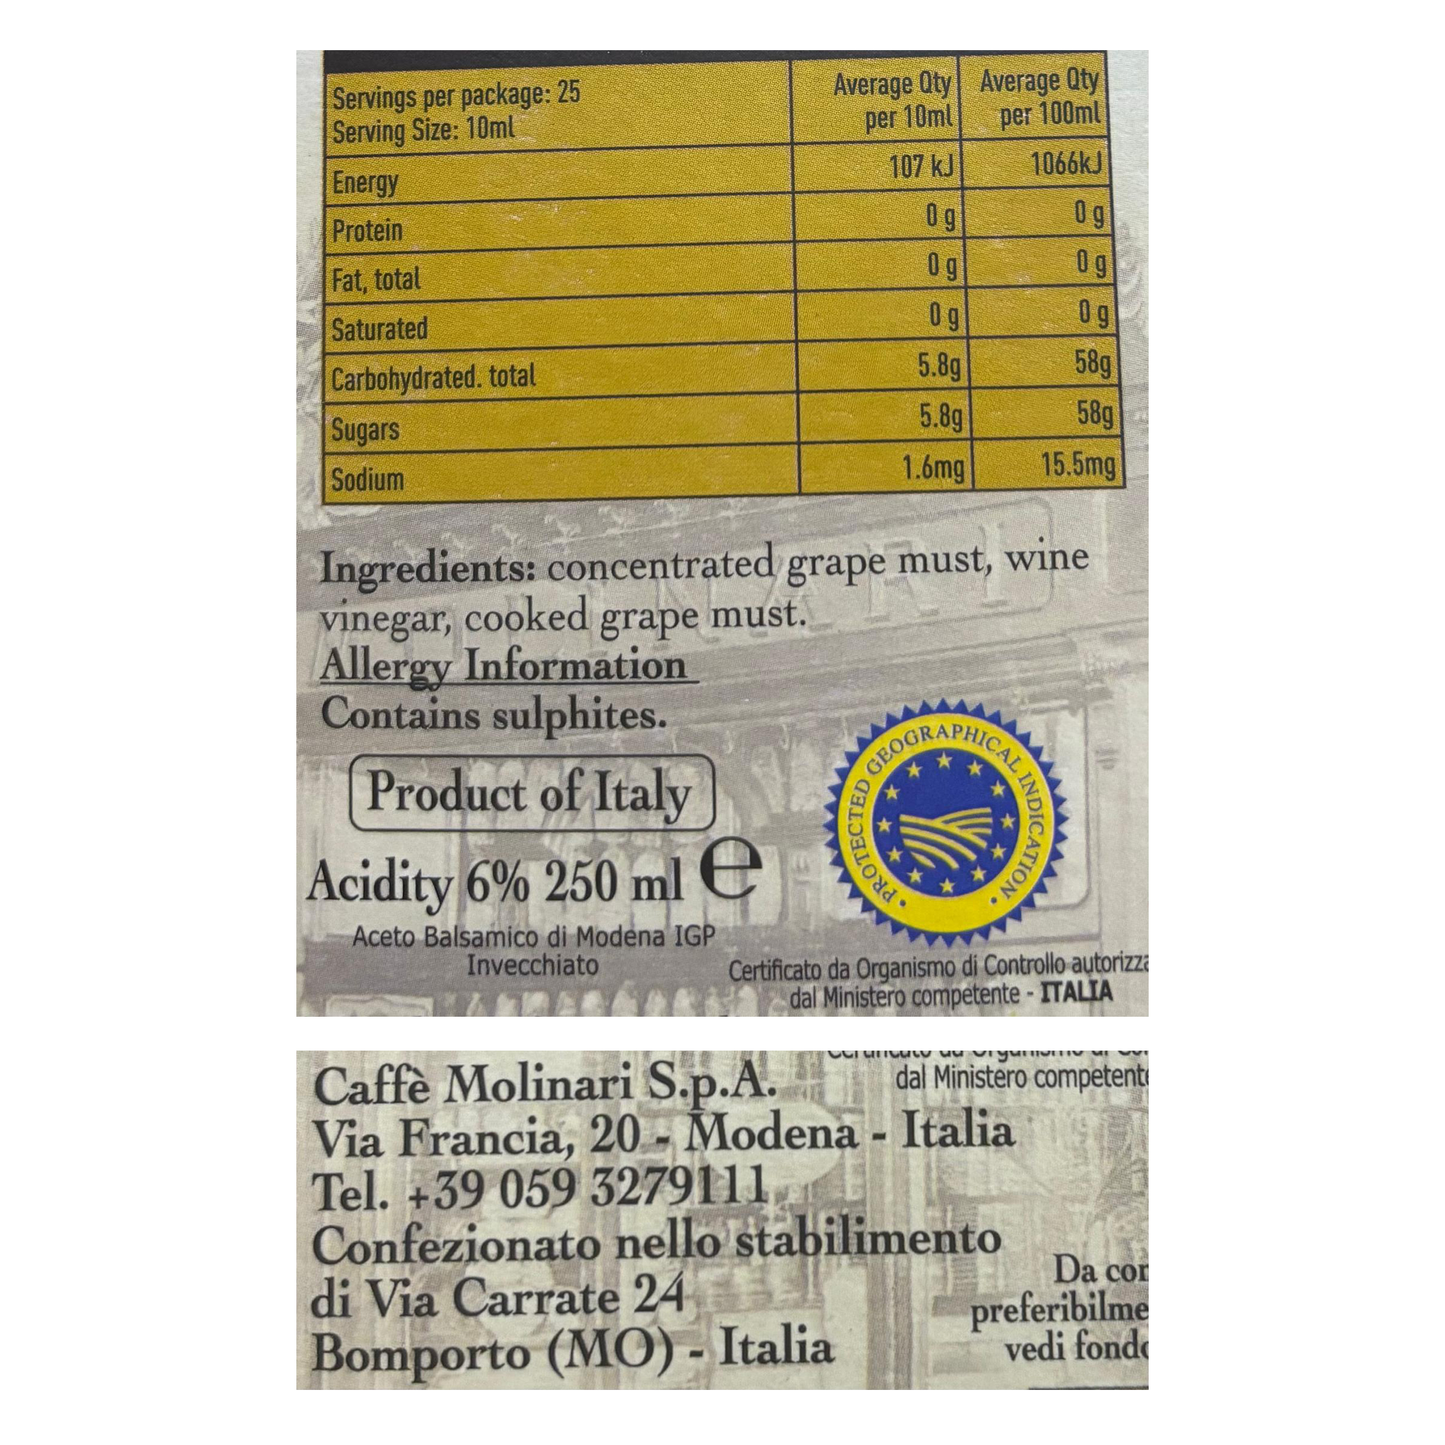 Servings per package: 25
Serving Size: 10ml
Average Qty per 10ml
Average Qty per 100ml
Energy 107 kJ 1066kJ
Protein 0 g 0 g
Fat, total 0 g 0 g
Saturated 0 g 0 g
Carbohydrated. total 5.8g 58g
Sugars 5.8g 58g
Sodium 1.6mg 15.5mg
Ingredients: concentrated grape must, wine
vinegar, cooked grape must.
Allergy Information
Contains sulphites.
Product of Italy
Acidity 6% 250 ml e
Aceto Balsamico di Modena IGP
Invecchiato
• PROTECTED GEOGRAPHICAL INDICATION •
Certificato da Organismo di Controllo autorizza
dal Ministero competente - ITALIA
dal Ministero competente
Caffè Molinari S.p.A.
Via Francia, 20 - Modena - Italia
Tel. +39 059 3279111
Confezionato nello stabilimento
di Via Carrate 24
Bomporto (MO) - Italia
Da con
preferibilme
vedi fondo